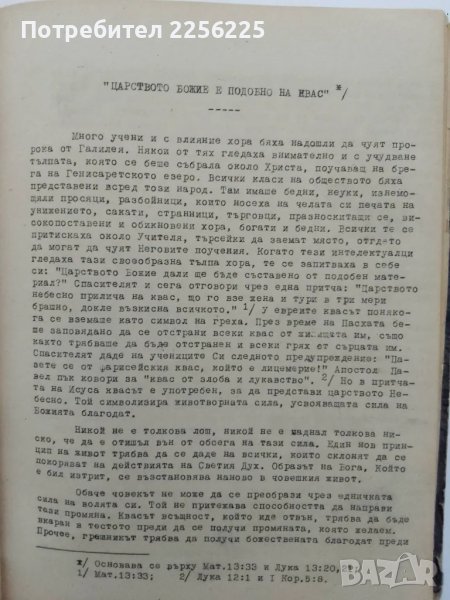 Потребител 2256295
"ЦАРСТВОТО БОЖИЕ Е ПОДОБНО НА КВАС" ж/
-----
Много учени и с влияние хора бяха надошли да чуят про-
рока от Галилея. Някои от тях гледаха внимателно и с учудване
тълпата, която се беше събрала около Христа, поучаващ на брега
на Генисаретското езеро. Всички класи на обществото бяха
представени всред този народ. Там имаше бедни, неуки, изнемо-
щяли просяци, разбойници, които носеха на челата си печата на
унижението, сакати, странници, търговци, празноскитащи се, ви-
сокопоставени и обикновени хора, богати и бедни. Всички те се
притискаха около Учителя, търсейки да заемат място, отгдето
да могат да чуят Неговите поучения. Когато тези интелектуалци
гледаха тази своеобразна тълпа хора, те се запитваха в себе
си: "Царството Божие дали ще бъде съставено от подобен мате-
риал?" Спасителят и сега отговори чрез една притча: "Царството
небесно прилича на квас, що го взе жена и тури в три мери
брашно, докле възкисна всичкото." 1/ у евреите квасът поняко-
га се вземаше като символ на греха. През време на Пасхата бе-
ше заповядано да се отстрани всеки квас от жилищата им, също
както трябваше да бъде отстранен и всеки грях от сърцата им.
Спасителят даде на учениците Си следното предупреждение: "Па-
зете се от фарисейския квас, който е лицемерие!" Апостол Па-
вел пък говори за "квас от злоба и лукавство". 2/ Но в притча-
та на Исуса квасът е употребен, за да представи царството Не-
бесно. Той символизира животворната сила, усвояващата сила на
Божията благодат.
Никой не е толкова лош, никой не е паднал толкова ни-
ско, че да е отишъл вън от обсега на тази сила. Един нов прин-
цип на живот трябва да се даде на всички, които склонят да се
покоряват на действията на Светия Дух. Образът на Бога, Който
е бил изтрит, се възстановява наново в човешкия живот.
Обаче човекът не може да се преобрази чрез единичката
сила на волята си. Той не притежава способността да направи
тази промяна. Квасът всъщност, който иде отвън, трябва да бъде
вкаран в тестото преди да се получи промяната, която желаем.
Прочее, грешникът трябва да получи божествената благодат преди
ж/ Основава се върху Мат.13:33 и Лука 13:20,21.
1/ Мат.13:33; 2/ Лука 12:1 и I Кор.5:8.
bazar